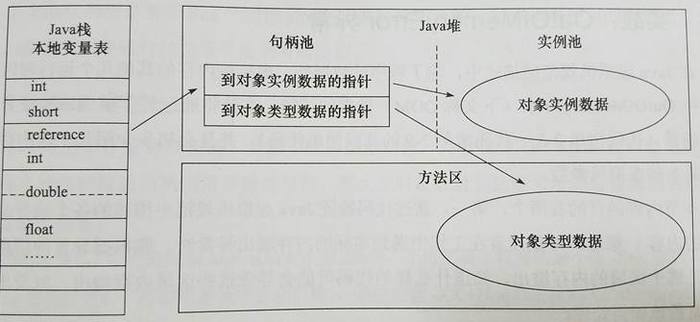 Java栈
本地变量表
int
short
reference
int
double
float
……
句柄池
Java堆
实例池
到对象实例数据的指针
到对象类型数据的指针
对象实例数据
方法区
对象类型数据